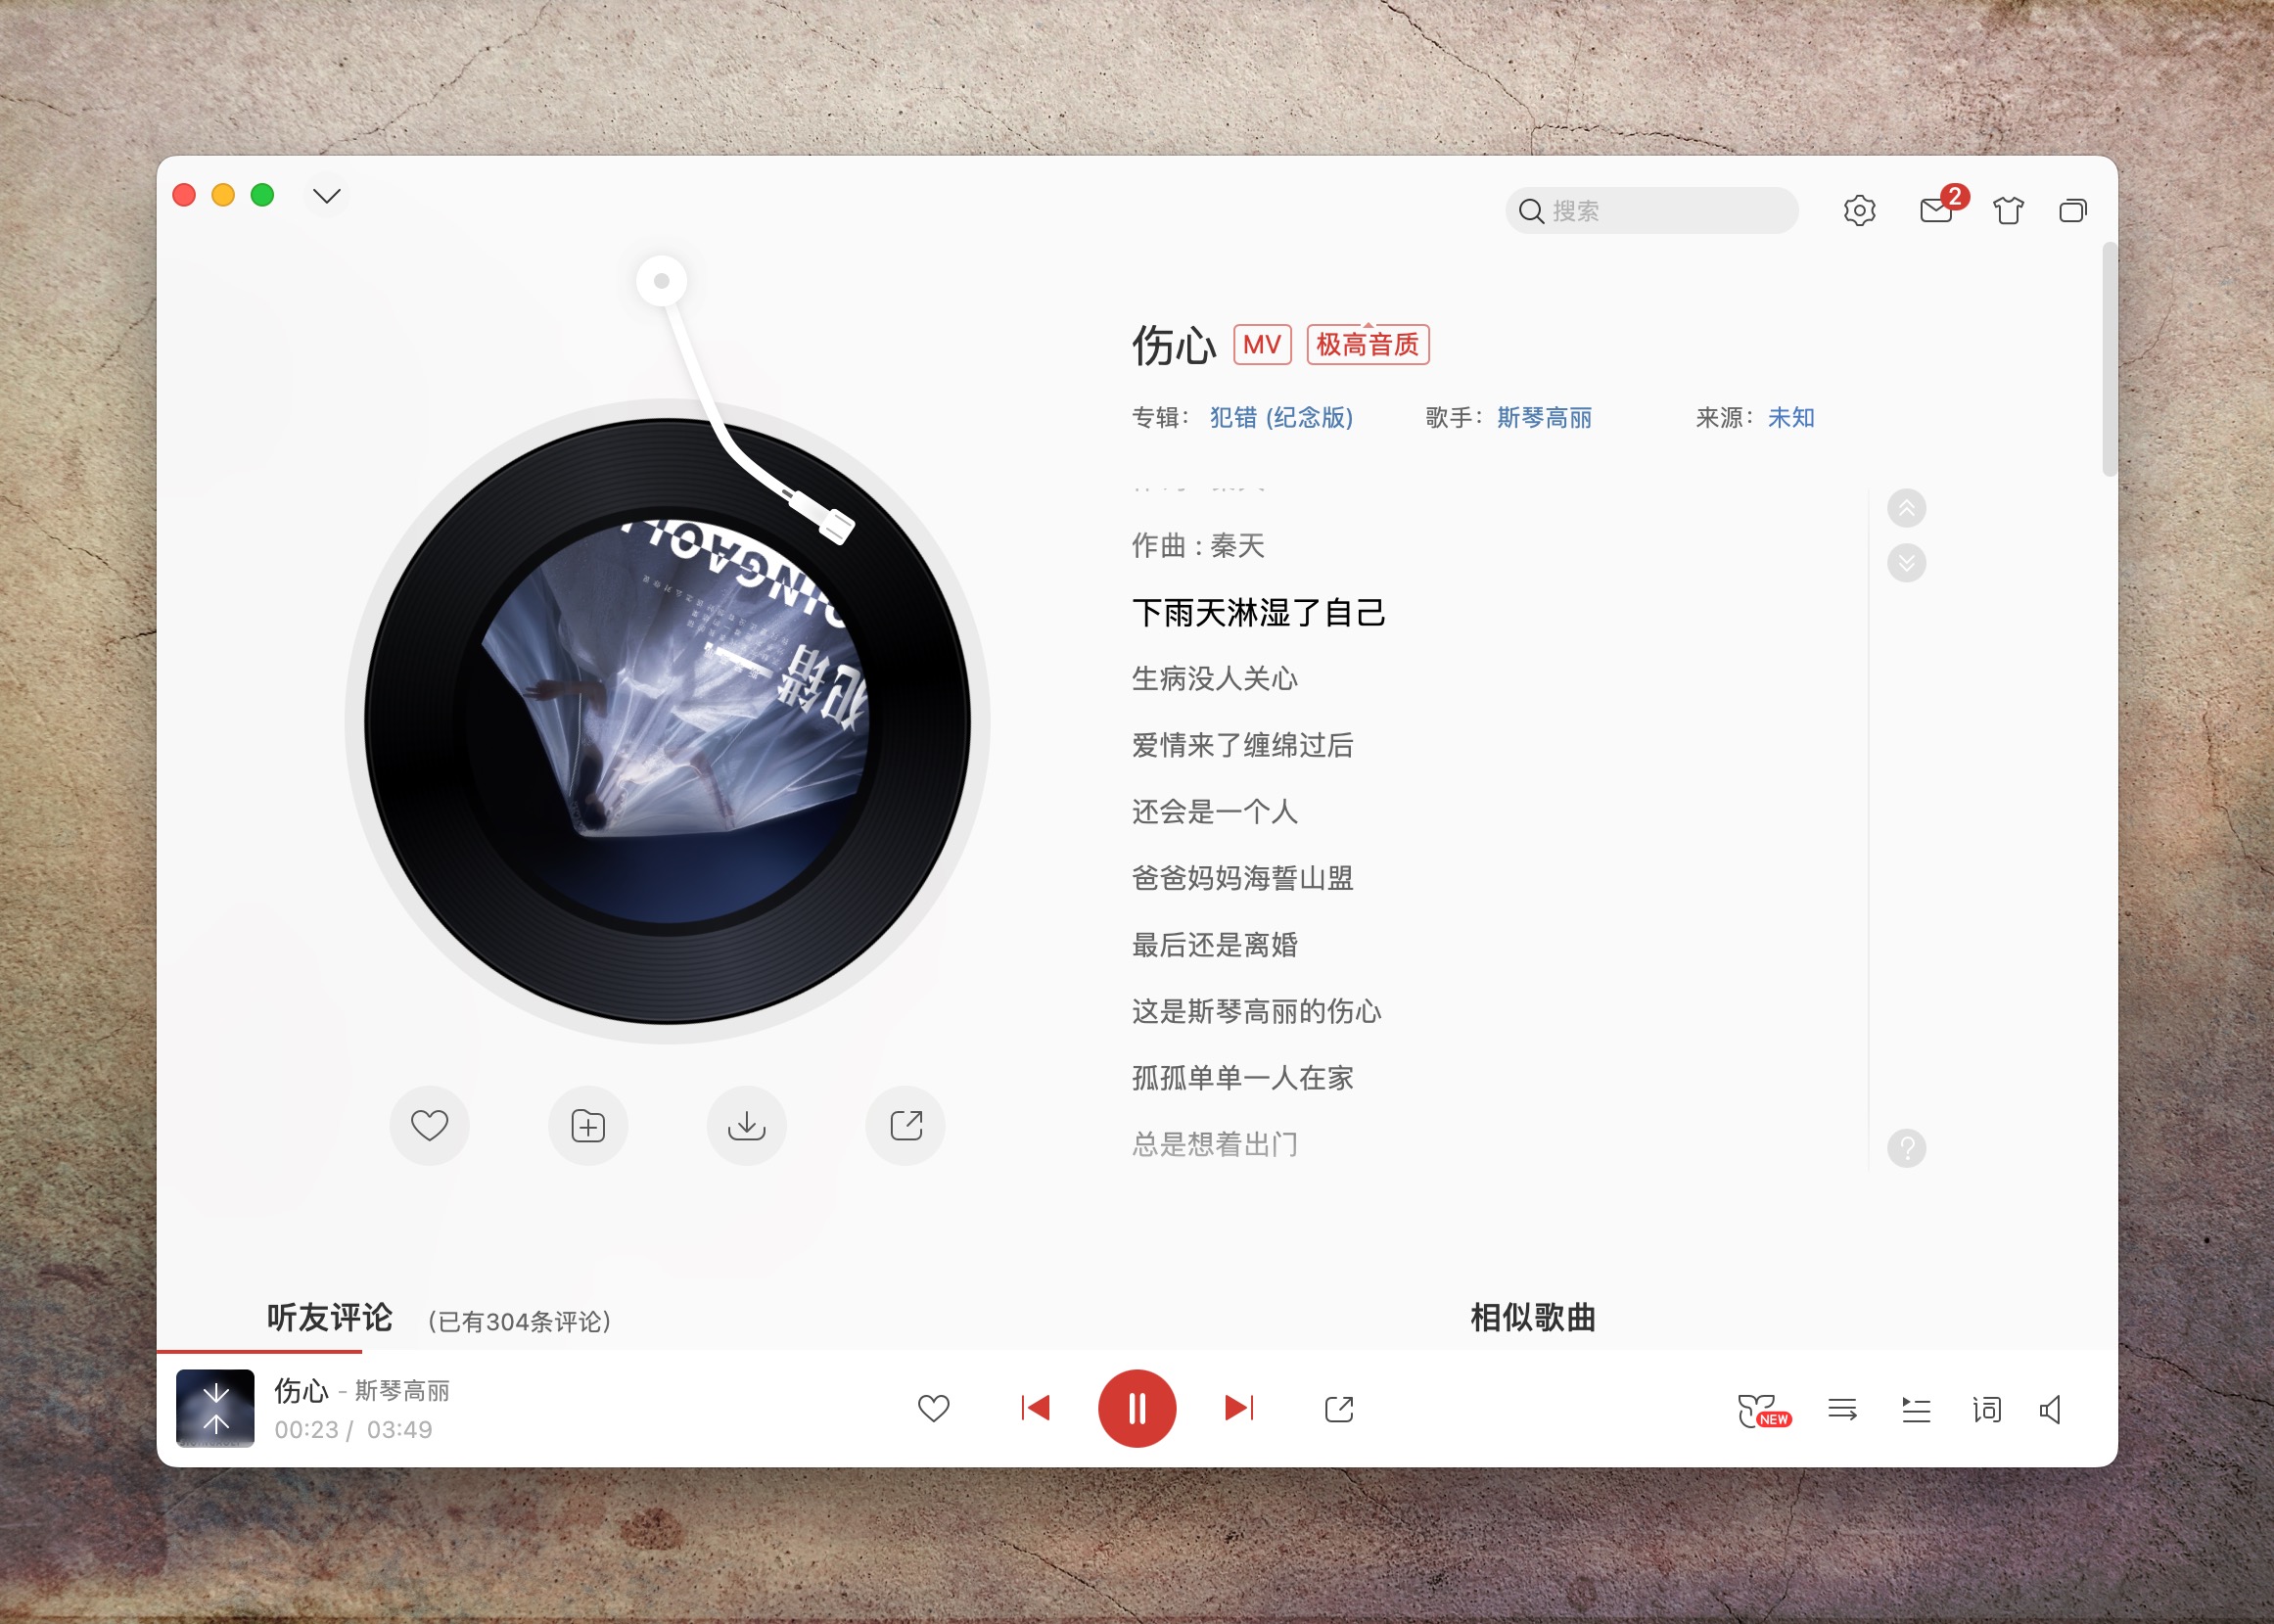 搜索
2
伤心 MV 极高音质
专辑： 犯错 (纪念版) 歌手： 斯琴高丽 来源： 未知
作曲 : 秦天
下雨天淋湿了自己
生病没人关心
爱情来了缠绵过后
还会是一个人
爸爸妈妈海誓山盟
最后还是离婚
这是斯琴高丽的伤心
孤孤单单一人在家
总是想着出门
INGAOLI
犯错
听友评论 (已有304条评论)
相似歌曲
伤心 - 斯琴高丽
00:23 / 03:49
NEW
词